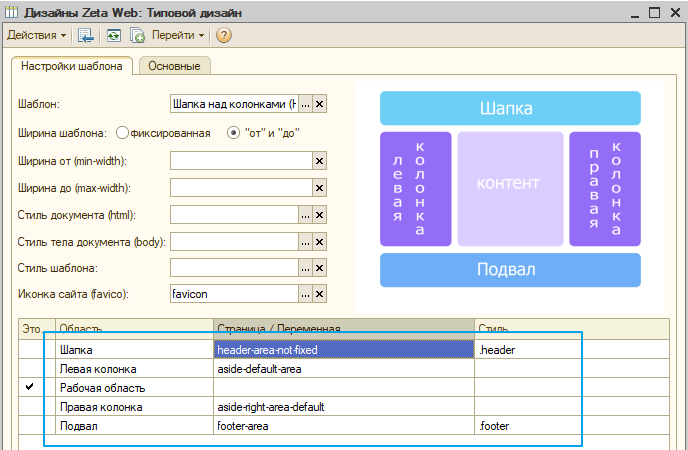 Дизайны Zeta Web: Типовой дизайн
Действия Перейти
Настройки шаблона Основные
Шаблон: Шапка над колонками (Н ... x
Ширина шаблона: фиксированная "от" и "до"
Ширина от (min-width): ... x
Ширина до (max-width): ... x
Стиль документа (html): ... x
Стиль тела документа (body): ... x
Стиль шаблона: ... x
Иконка сайта (favico): favicon ... x
Шапка
левая колонка
контент
правая колонка
Подвал
Это... Область Страница / Переменная Стиль
Шапка header-area-not-fixed .header
Левая колонка aside-default-area
Рабочая область
Правая колонка aside-right-area-default
Подвал footer-area .footer